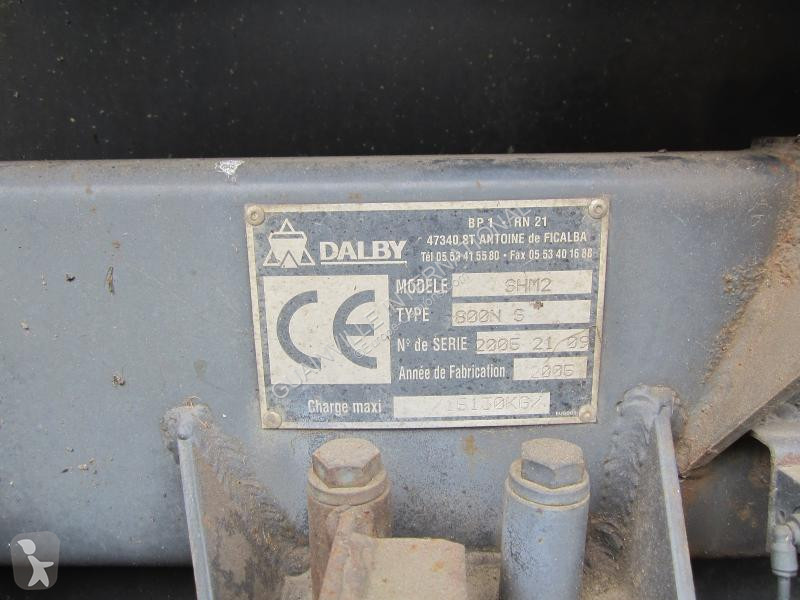 BP 1 - RN 21
47340 ST ANTOINE de FICALBA
Tél 05 53 41 55 80 • Fax 05 53 40 16 88
DALBY
MODELE SHM2
TYPE 800N S
CE
N° de SERIE 2005 21 09
Année de Fabrication 2005
Charge maxi